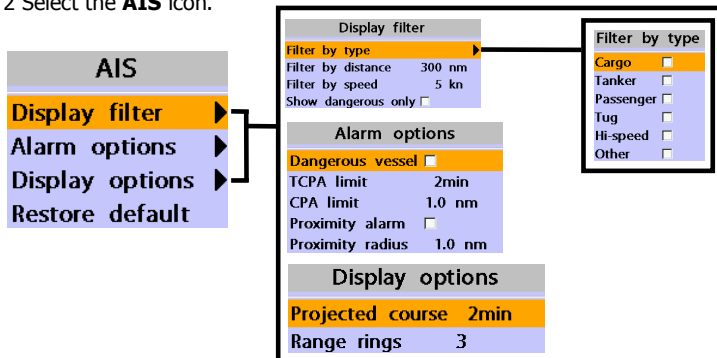 2 Select the AIS icon.
AIS
Display filter
Alarm options
Display options
Restore default
Display filter
Filter by type
Filter by distance 300 nm
Filter by speed 5 kn
Show dangerous only
Alarm options
Dangerous vessel
TCPA limit 2min
CPA limit 1.0 nm
Proximity alarm
Proximity radius 1.0 nm
Display options
Projected course 2min
Range rings 3
Filter by type
Cargo
Tanker
Passenger
Tug
Hi-speed
Other